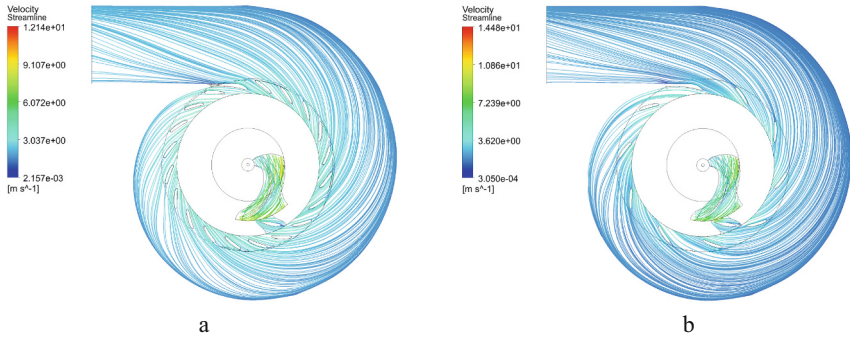 Velocity
Streamline
1.214e+01
9.107e+00
6.072e+00
3.037e+00
2.157e-03
[m s^-1]
a
Velocity
Streamline
1.448e+01
1.086e+01
7.239e+00
3.620e+00
3.050e-04
[m s^-1]
b